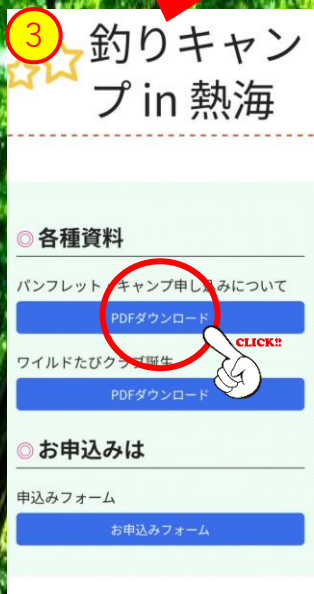 3
釣りキャン
プ in 熱海
◎ 各種資料
パンフレット・キャンプ申し込みについて
PDFダウンロード
CLICK!!
ワイルドたびクラブ誕生
PDFダウンロード
◎ お申込みは
申込みフォーム
お申込みフォーム